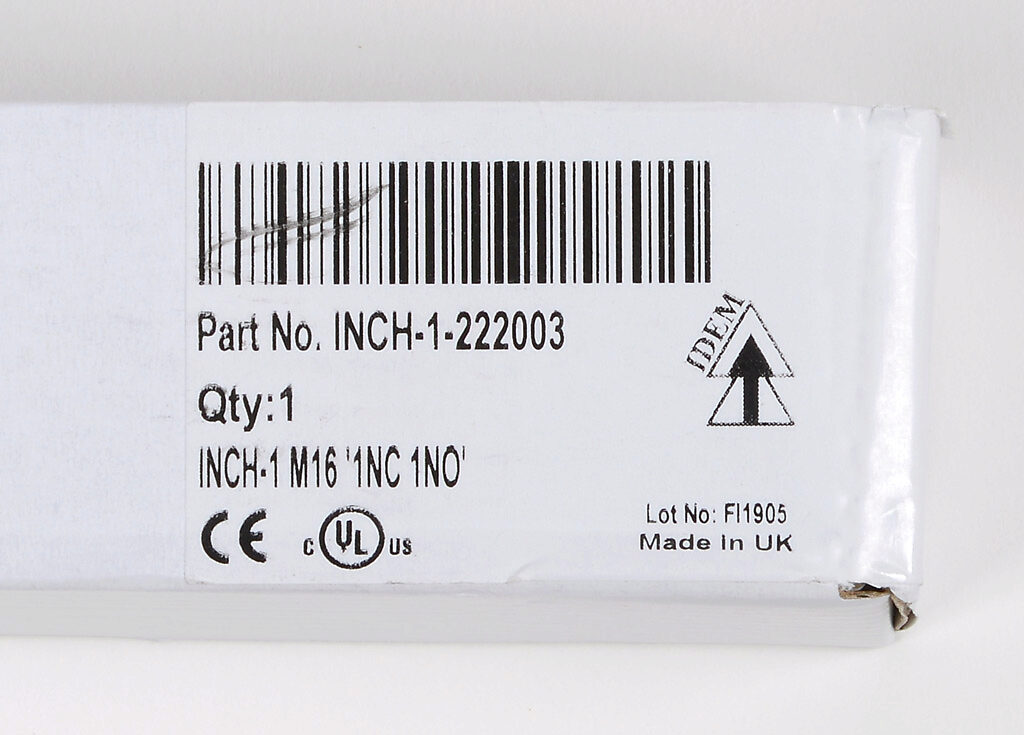 Part No. INCH-1-222003
IDEM
Qty:1
INCH-1 M16 '1NC 1NO'
CE
C UL US
Lot No: FI1905
Made In UK